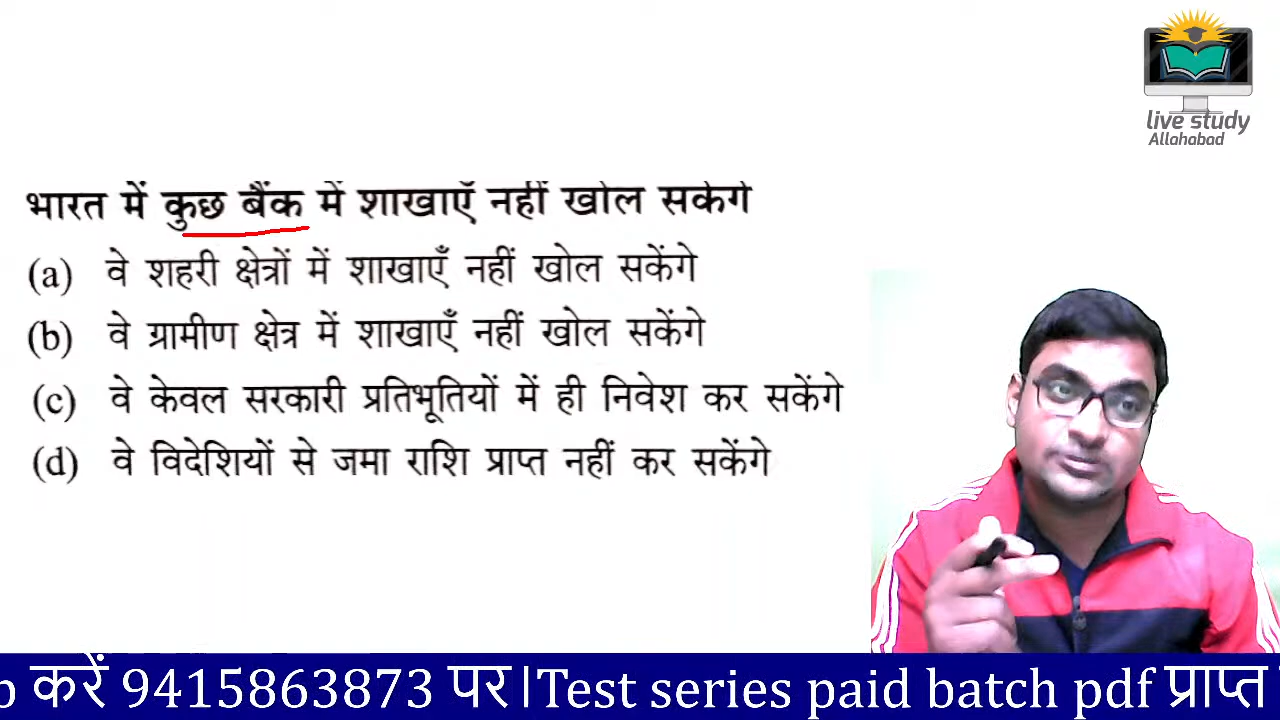 live study
Allahabad
भारत में कुछ बैंक में शाखाएँ नहीं खोल सकेगे
(a) वे शहरी क्षेत्रों में शाखाएँ नहीं खोल सकेंगे
(b) वे ग्रामीण क्षेत्र में शाखाएँ नहीं खोल सकेंगे
(c) वे केवल सरकारी प्रतिभूतियों में ही निवेश कर सकेंगे
(d) वे विदेशियों से जमा राशि प्राप्त नहीं कर सकेंगे
करें 9415863873 पर।Test series paid batch pdf प्राप्त